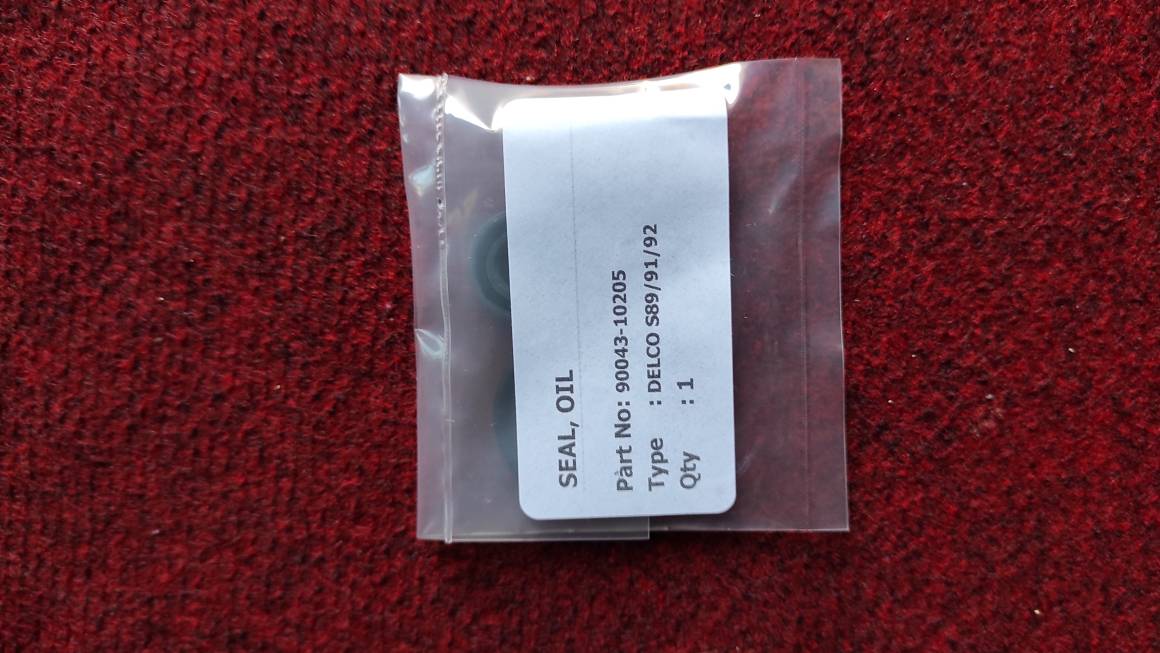 SEAL, OIL
Part No: 90043-10205
Type : DELCO S89/91/92
Qty : 1